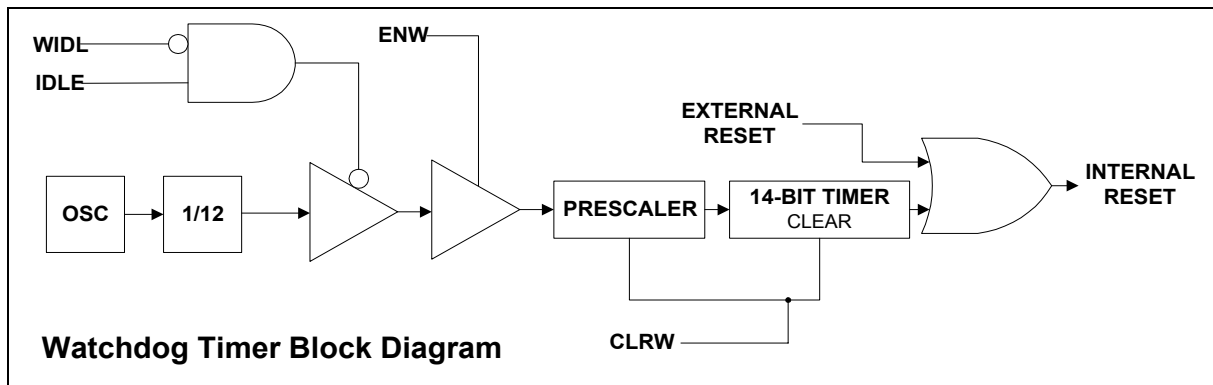 WIDL
IDLE
ENW
EXTERNAL
RESET
INTERNAL
RESET
OSC
1/12
PRESCALER
14-BIT TIMER
CLEAR
CLRW
Watchdog Timer Block Diagram